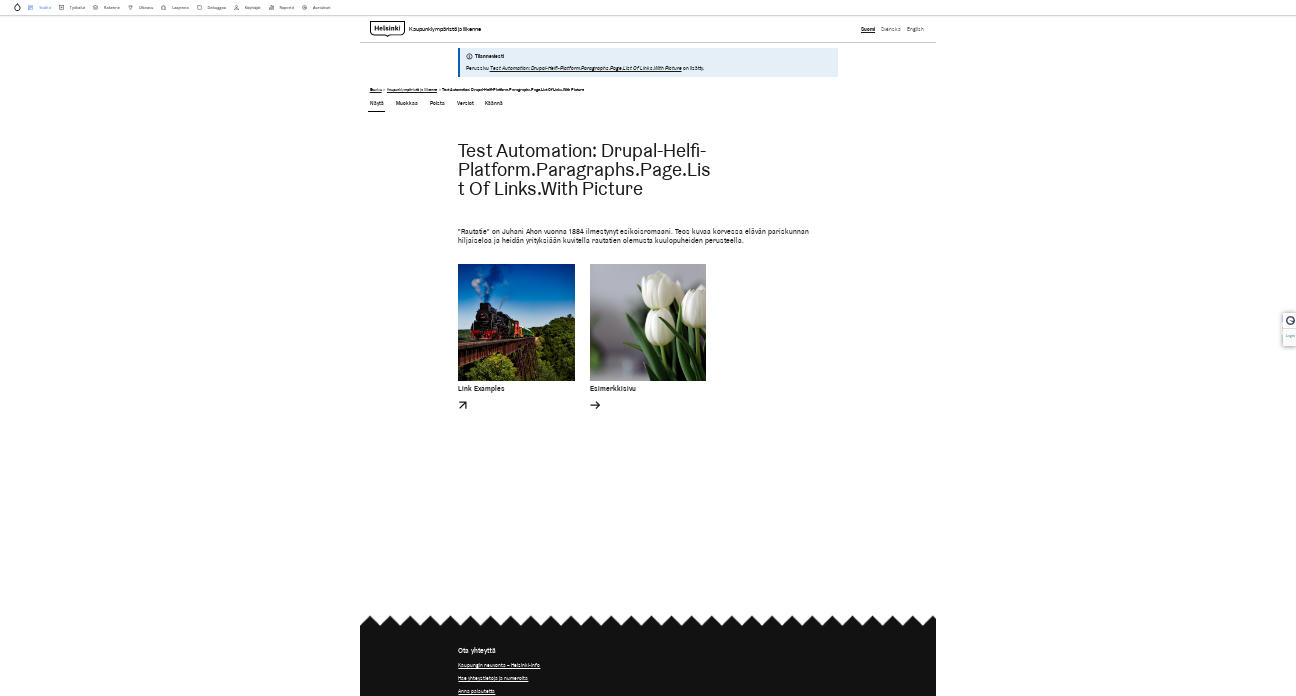 Sisältö Työkalut Rakenne Ulkoasu Laajenna Debuggaa Käyttäjät Raportit Asetukset
Helsinki Kaupunkiympäristö ja liikenne Suomi Svenska English
Tilanneviesti
Perussivu Test Automation: Drupal-Helfi-Platform.Paragraphs.Page.List Of Links.With Picture on lisätty.
Etusivu > Kaupunkiympäristö ja liikenne > Test Automation: Drupal-Helfi-Platform.Paragraphs.Page.List Of Links.With Picture
Näytä Muokkaa Poista Versiot Käännä
Test Automation: Drupal-Helfi-
Platform.Paragraphs.Page.Lis
t Of Links.With Picture
"Rautatie" on Juhani Ahon vuonna 1884 ilmestynyt esikoisromaani. Teos kuvaa korvessa elävän pariskunnan
hiljaiseloa ja heidän yrityksiään kuvitella rautatien olemusta kuulopuheiden perusteella.
Link Examples Esimerkkisivu
Login
Ota yhteyttä
Kaupungin neuvonta – Helsinki-info
Hae yhteystietoja ja numeroita
Anna palautetta